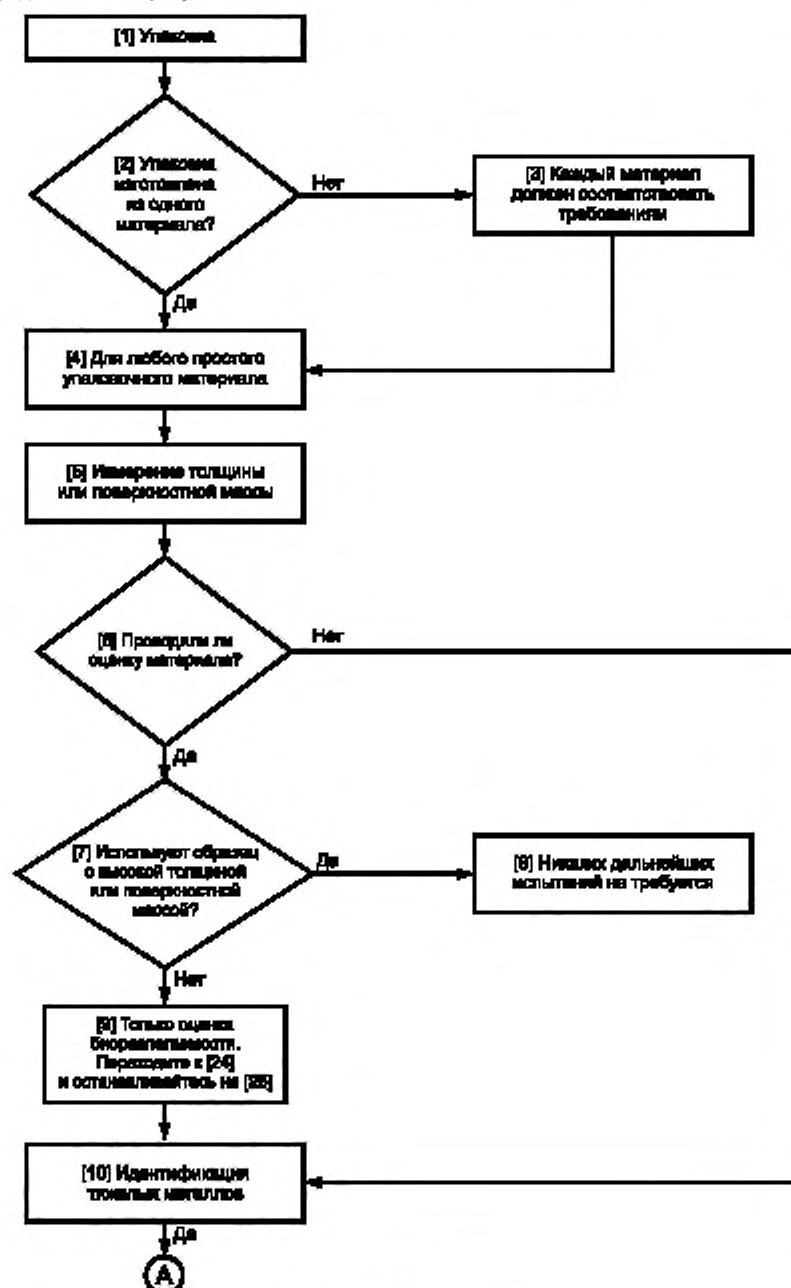 [1] Упаковка
[2] Упаковка
изготовлена
из одного
материала?
Нет
[3] Каждый материал
должен соответствовать
требованиям
Да
[4] Для любого простого
упаковочного материала
[5] Измерение толщины
или поверхностной массы
[6] Проводили ли
оценку материала?
Нет
Да
[7] Используют образец
с высокой толщиной
или поверхностной
массой?
Да
[8] Никаких дальнейших
испытаний не требуется
Нет
[9] Только оценка
биоразлагаемости.
Переходите к [24]
и останавливайтесь на
[10] Идентификация
тяжелых металлов
Да
A